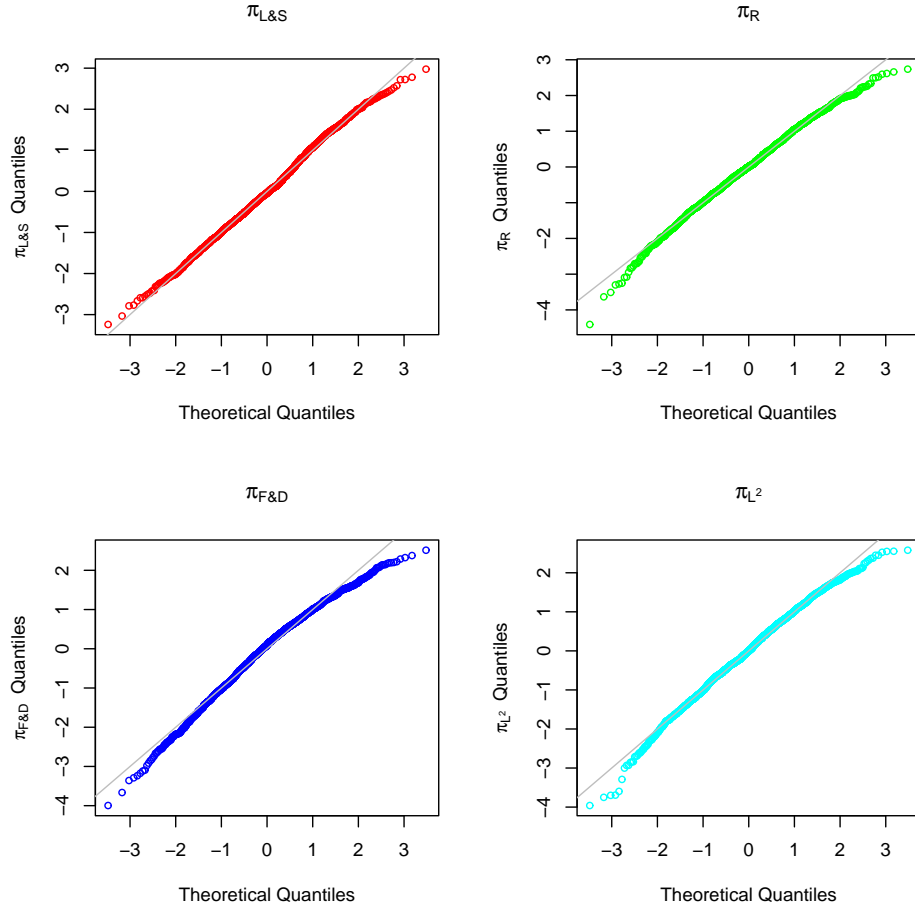 π_L&S
π_R
π_L&S Quantiles
3
2
1
0
−1
−2
−3
−3 −2 −1 0 1 2 3
Theoretical Quantiles
π_R Quantiles
3
2
1
0
−2
−4
−3 −2 −1 0 1 2 3
Theoretical Quantiles
π_F&D
π_L²
π_F&D Quantiles
2
1
0
−1
−2
−3
−4
−3 −2 −1 0 1 2 3
Theoretical Quantiles
π_L² Quantiles
2
1
0
−1
−2
−3
−4
−3 −2 −1 0 1 2 3
Theoretical Quantiles